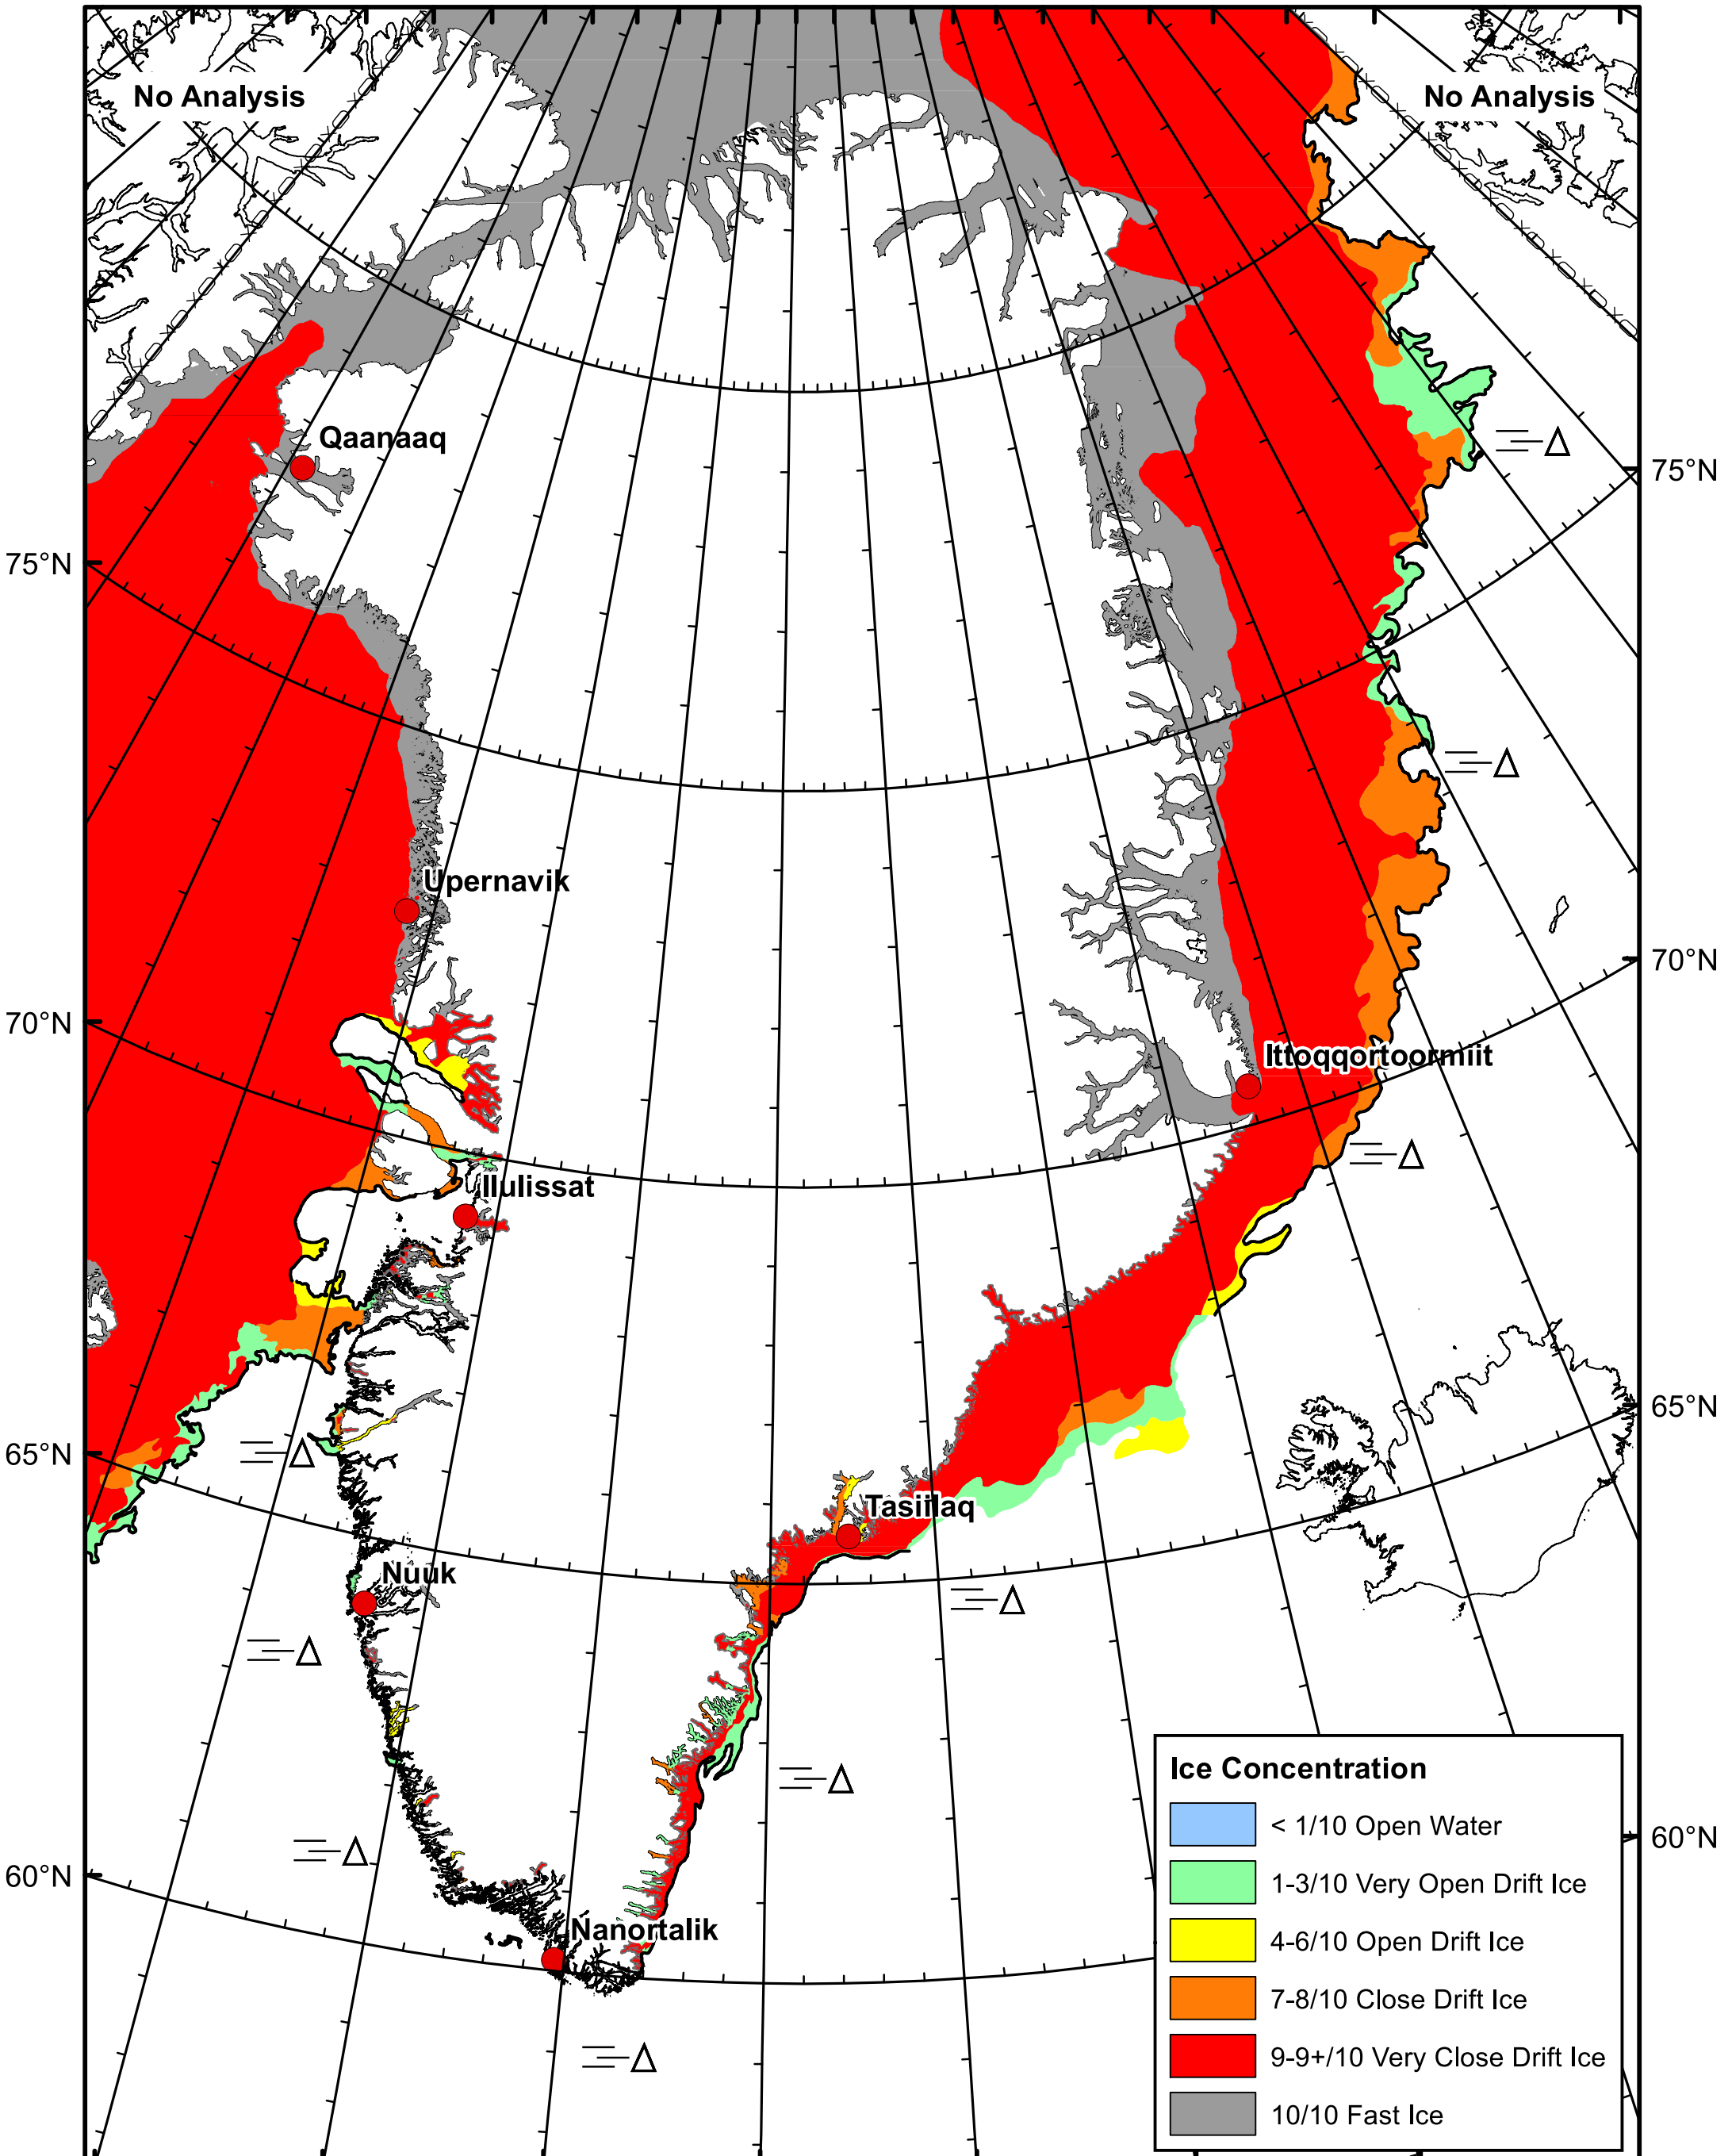 No Analysis
No Analysis
Qaanaaq
75°N
75°N
Upernavik
70°N
70°N
Ittoqqortoormiit
Ilulissat
65°N
65°N
Tasiilaq
Nuuk
Ice Concentration
< 1/10 Open Water
1-3/10 Very Open Drift Ice
4-6/10 Open Drift Ice
7-8/10 Close Drift Ice
9-9+/10 Very Close Drift Ice
10/10 Fast Ice
60°N
60°N
Nanortalik